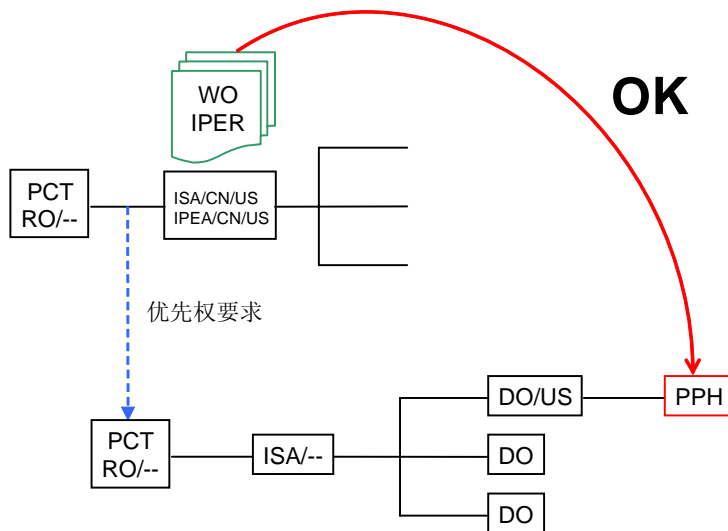 WO
IPER
OK
PCT
RO/--
ISA/CN/US
IPEA/CN/US
优先权要求
DO/US
PPH
PCT
RO/--
ISA/--
DO
DO